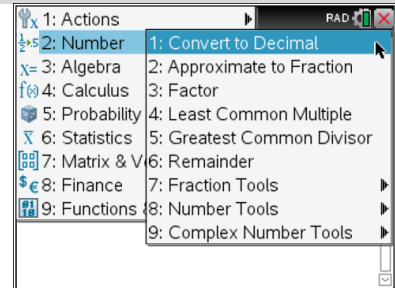 1: Actions
RAD
2: Number
3: Algebra
4: Calculus
5: Probability
6: Statistics
7: Matrix & V
8: Finance
9: Functions &
1: Convert to Decimal
2: Approximate to Fraction
3: Factor
4: Least Common Multiple
5: Greatest Common Divisor
6: Remainder
7: Fraction Tools
8: Number Tools
9: Complex Number Tools